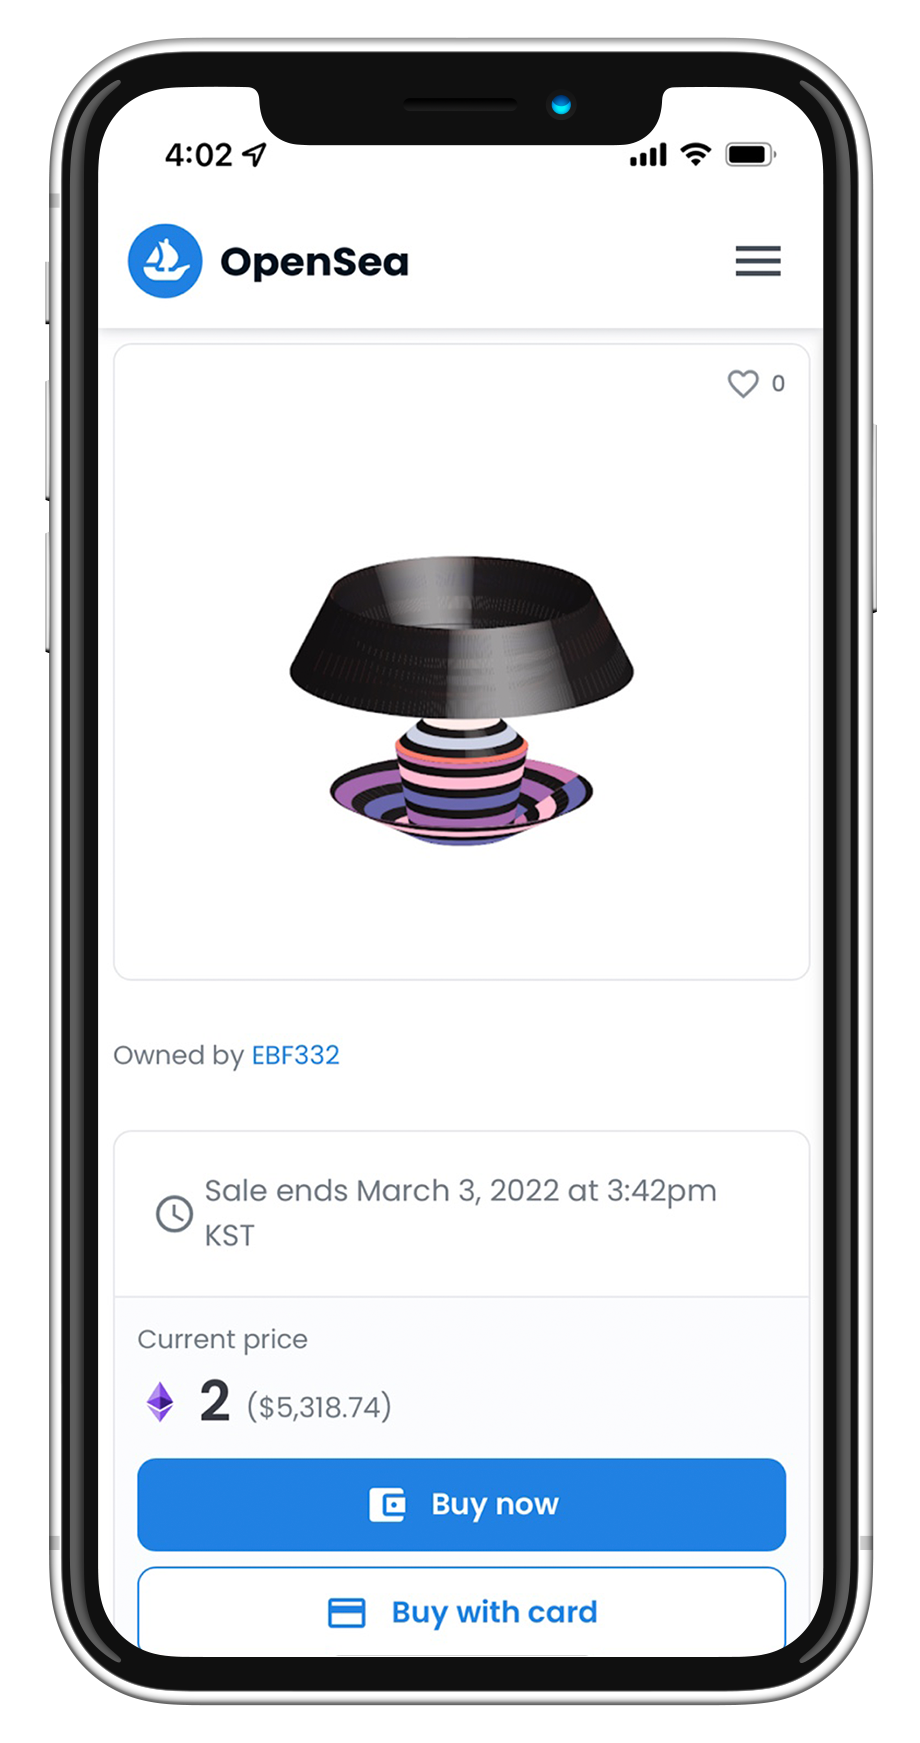 4:02
OpenSea
0
Owned by EBF332
Sale ends March 3, 2022 at 3:42pm
KST
Current price
2 ($5,318.74)
Buy now
Buy with card